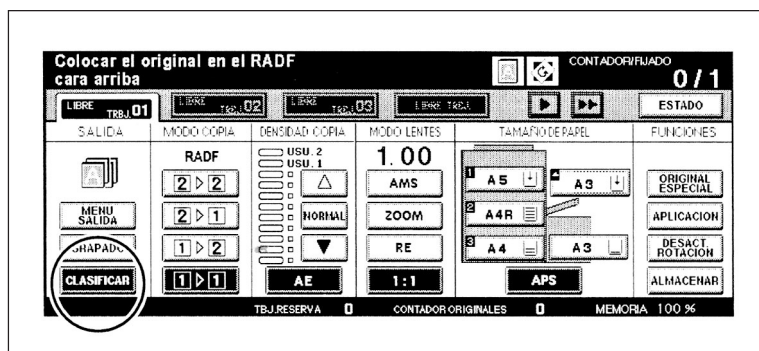 Colocar el original en el RADF
cara arriba
CONTADOR/FIJADO
0 / 1
LIBRE TRBJ. 01
LIBRE TRBJ. 02
LIBRE TRBJ. 03
LIBRE TRBJ.
ESTADO
SALIDA
MODO COPIA
DENSIDAD COPIA
MODO LENTES
TAMAÑO DE PAPEL
FUNCIONES
MENU
SALIDA
GRAPADO
CLASIFICAR
RADF
2 ▷ 2
2 ▷ 1
1 ▷ 2
1 ▷ 1
USU. 2
USU. 1
NORMAL
AE
1.00
AMS
ZOOM
RE
1:1
1 A5
A3
2 A4R
3 A4
A3
APS
ORIGINAL
ESPECIAL
APLICACION
DESACT.
ROTACION
ALMACENAR
TBJ.RESERVA 0
CONTADOR ORIGINALES 0
MEMORIA 100 %